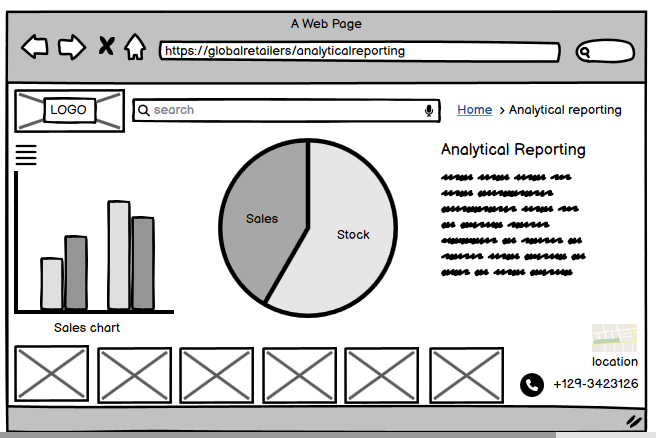 A Web Page
https://globalretailers/analyticalreporting
LOGO
search
Home > Analytical reporting
Analytical Reporting
Sales
Stock
Sales chart
location
+129-3423126